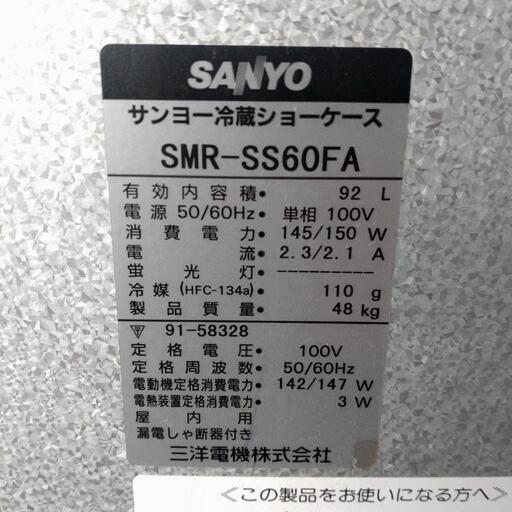 SANYO
サンヨー冷蔵ショーケース
SMR-SS60FA
有効内容積• 92 L
電源 50/60Hz• 単相 100V
消費電力• 145/150 W
電流• 2.3/2.1 A
蛍光灯• ---------
冷媒(HFC-134a)• 110 g
製品質量• 48 kg
91-58328
定格電圧• 100V
定格周波数• 50/60Hz
電動機定格消費電力• 142/147 W
電熱装置定格消費電力• 3 W
屋内用
漏電しゃ断器付き
三洋電機株式会社
＜この製品をお使いになる方へ＞